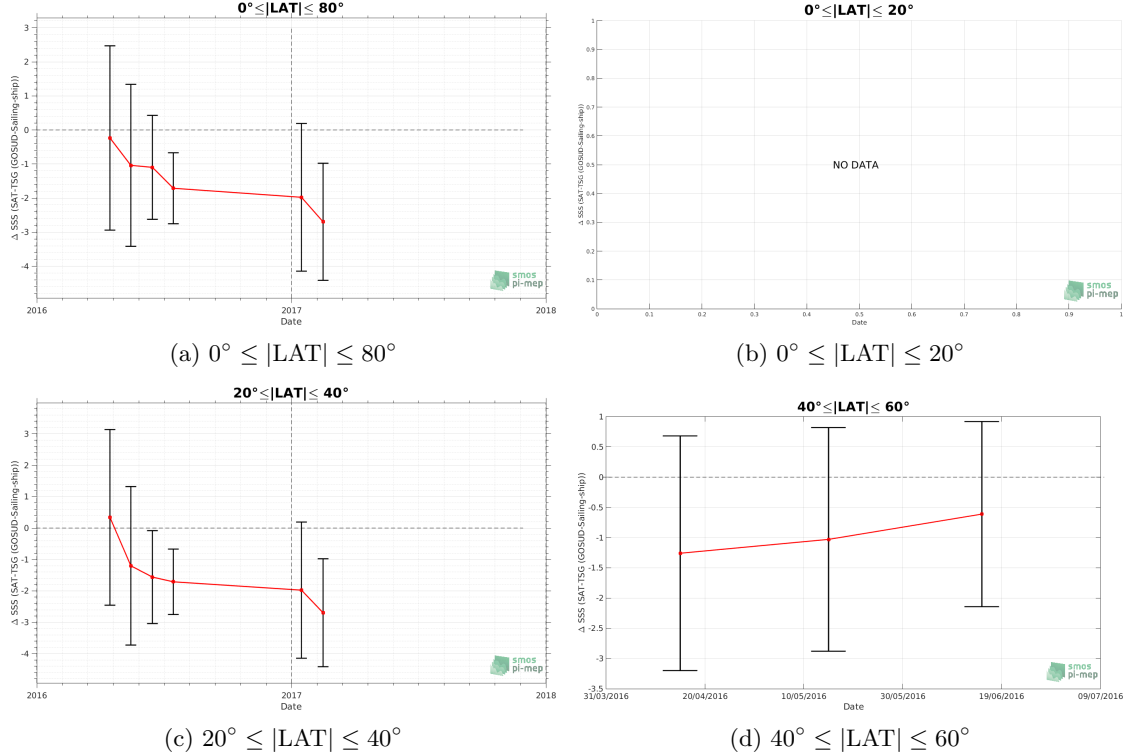 0°≤|LAT|≤ 80°
3
2
1
0
-1
-2
-3
-4
Δ SSS (SAT-TSG (GOSUD-Sailing-ship))
2016
2017
2018
Date
smos
pi-mep
(a) 0° ≤ |LAT| ≤ 80°
0°≤|LAT|≤ 20°
1
0.9
0.8
0.7
0.6
0.5
0.4
0.3
0.2
0.1
0
Δ SSS (SAT-TSG (GOSUD-Sailing-ship))
NO DATA
0
0.1
0.2
0.3
0.4
0.5
0.6
0.7
0.8
0.9
1
Date
smos
pi-mep
(b) 0° ≤ |LAT| ≤ 20°
20°≤|LAT|≤ 40°
3
2
1
0
-1
-2
-3
-4
Δ SSS (SAT-TSG (GOSUD-Sailing-ship))
2016
2017
2018
Date
smos
pi-mep
(c) 20° ≤ |LAT| ≤ 40°
40°≤|LAT|≤ 60°
1
0.5
0
-0.5
-1
-1.5
-2
-2.5
-3
-3.5
Δ SSS (SAT-TSG (GOSUD-Sailing-ship))
31/03/2016
20/04/2016
10/05/2016
30/05/2016
19/06/2016
09/07/2016
Date
smos
pi-mep
(d) 40° ≤ |LAT| ≤ 60°